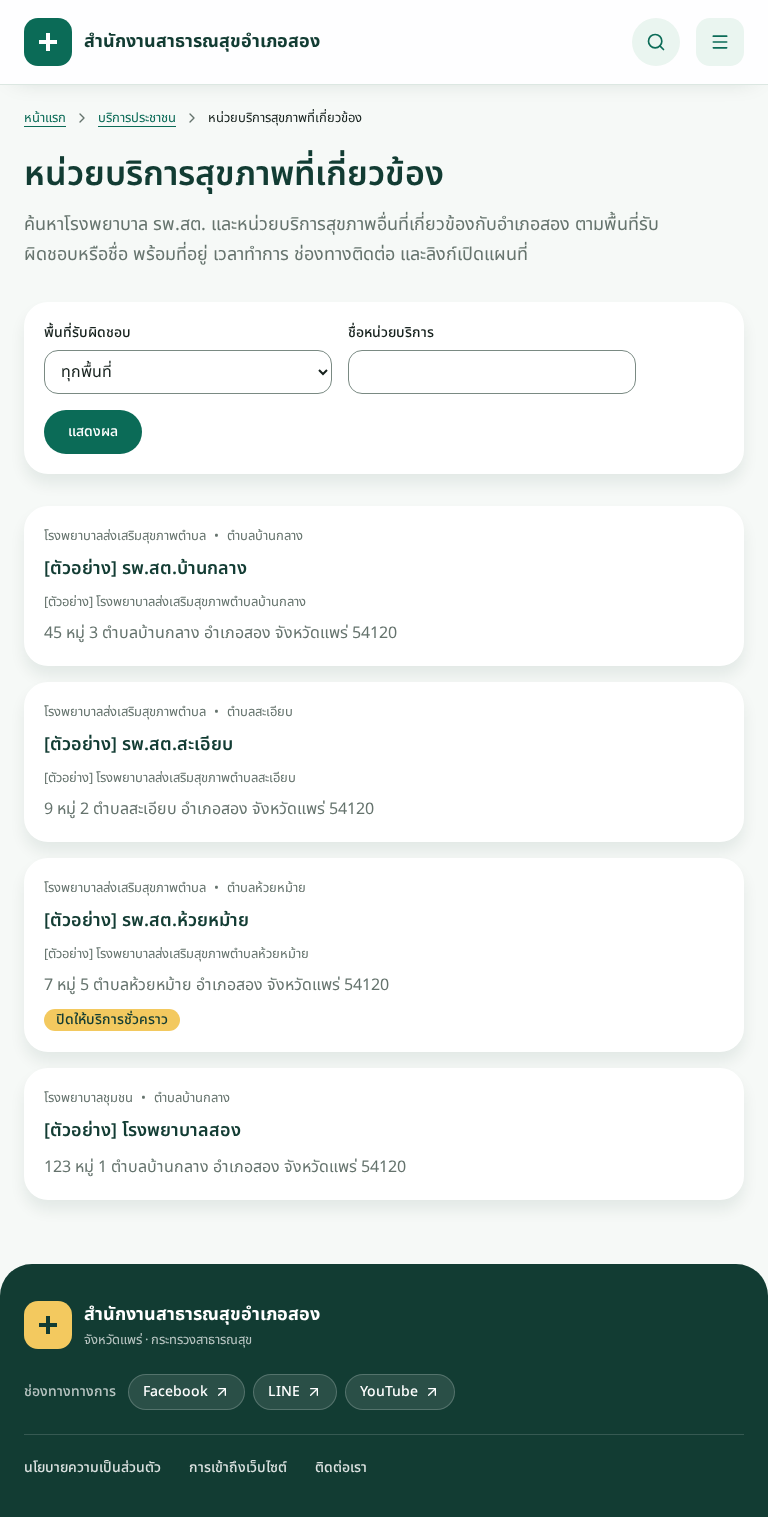 สำนักงานสาธารณสุขอำเภอสอง
หน้าแรก
บริการประชาชน
หน่วยบริการสุขภาพที่เกี่ยวข้อง
หน่วยบริการสุขภาพที่เกี่ยวข้อง
ค้นหาโรงพยาบาล รพ.สต. และหน่วยบริการสุขภาพอื่นที่เกี่ยวข้องกับอำเภอสอง ตามพื้นที่รับ
ผิดชอบหรือชื่อ พร้อมที่อยู่ เวลาทำการ ช่องทางติดต่อ และลิงก์เปิดแผนที่
พื้นที่รับผิดชอบ
ชื่อหน่วยบริการ
ทุกพื้นที่
แสดงผล
โรงพยาบาลส่งเสริมสุขภาพตำบล • ตำบลบ้านกลาง
[ตัวอย่าง] รพ.สต.บ้านกลาง
[ตัวอย่าง] โรงพยาบาลส่งเสริมสุขภาพตำบลบ้านกลาง
45 หมู่ 3 ตำบลบ้านกลาง อำเภอสอง จังหวัดแพร่ 54120
โรงพยาบาลส่งเสริมสุขภาพตำบล • ตำบลสะเอียบ
[ตัวอย่าง] รพ.สต.สะเอียบ
[ตัวอย่าง] โรงพยาบาลส่งเสริมสุขภาพตำบลสะเอียบ
9 หมู่ 2 ตำบลสะเอียบ อำเภอสอง จังหวัดแพร่ 54120
โรงพยาบาลส่งเสริมสุขภาพตำบล • ตำบลห้วยหม้าย
[ตัวอย่าง] รพ.สต.ห้วยหม้าย
[ตัวอย่าง] โรงพยาบาลส่งเสริมสุขภาพตำบลห้วยหม้าย
7 หมู่ 5 ตำบลห้วยหม้าย อำเภอสอง จังหวัดแพร่ 54120
ปิดให้บริการชั่วคราว
โรงพยาบาลชุมชน • ตำบลบ้านกลาง
[ตัวอย่าง] โรงพยาบาลสอง
123 หมู่ 1 ตำบลบ้านกลาง อำเภอสอง จังหวัดแพร่ 54120
สำนักงานสาธารณสุขอำเภอสอง
จังหวัดแพร่ · กระทรวงสาธารณสุข
ช่องทางทางการ
Facebook
LINE
YouTube
นโยบายความเป็นส่วนตัว
การเข้าถึงเว็บไซต์
ติดต่อเรา